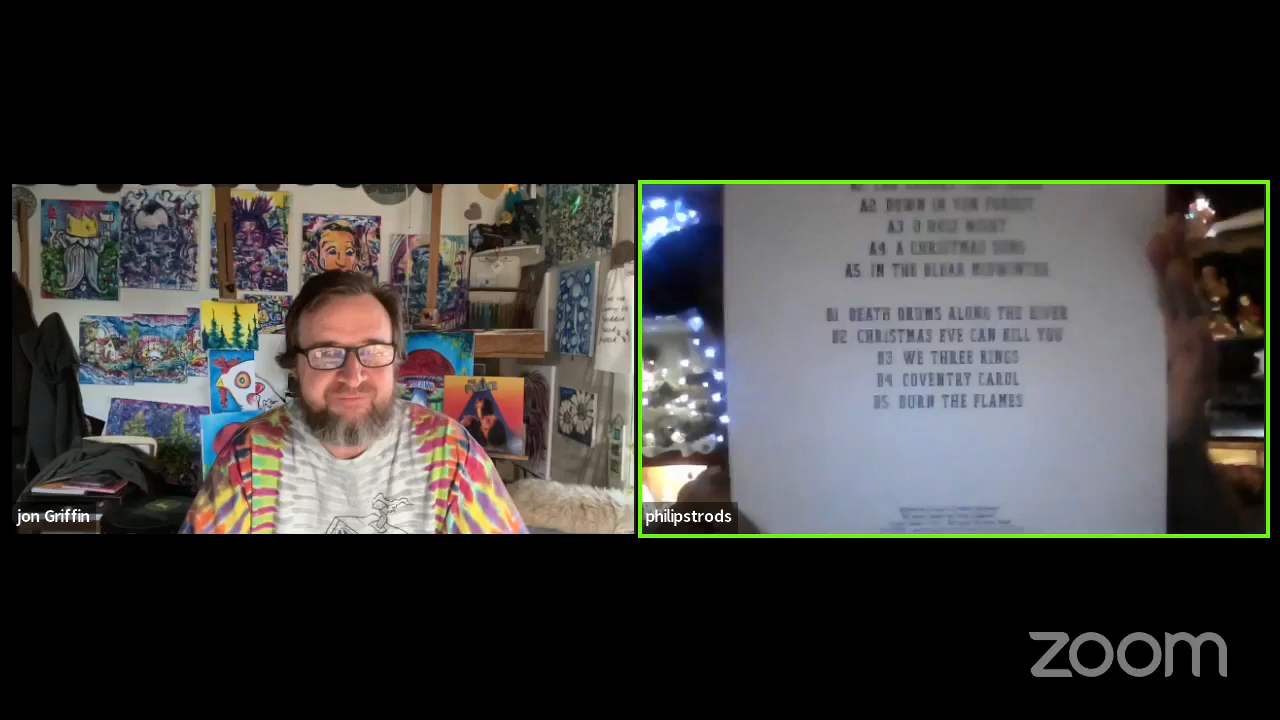 A2 DOWN IN YON FOREST
A3 O HOLY NIGHT
A4 A CHRISTMAS SONG
A5 IN THE BLEAK MIDWINTER
B1 DEATH DRUMS ALONG THE RIVER
B2 CHRISTMAS EVE CAN KILL YOU
B3 WE THREE KINGS
B4 COVENTRY CAROL
B5 BURN THE FLAMES
jon Griffin
philipstrods
zoom